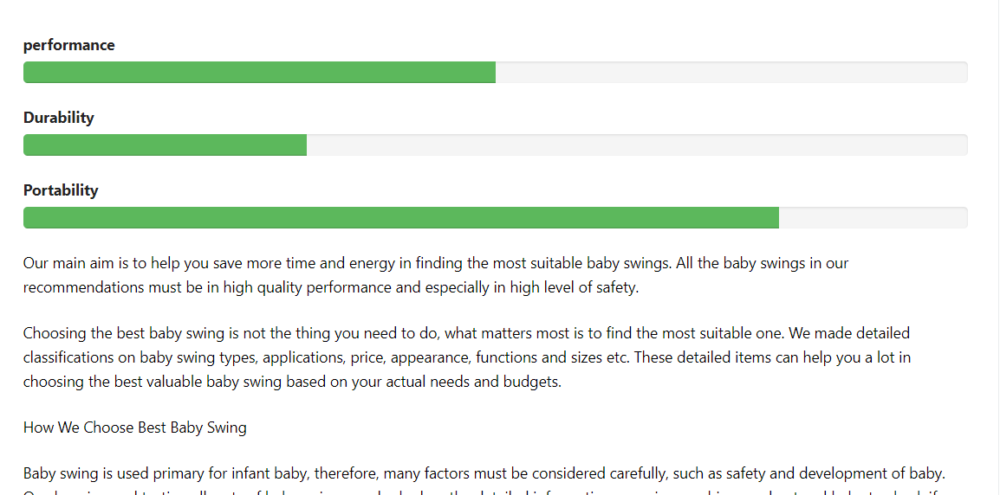 performance
Durability
Portability
Our main aim is to help you save more time and energy in finding the most suitable baby swings. All the baby swings in our
recommendations must be in high quality performance and especially in high level of safety.
Choosing the best baby swing is not the thing you need to do, what matters most is to find the most suitable one. We made detailed
classifications on baby swing types, applications, price, appearance, functions and sizes etc. These detailed items can help you a lot in
choosing the best valuable baby swing based on your actual needs and budgets.
How We Choose Best Baby Swing
Baby swing is used primary for infant baby, therefore, many factors must be considered carefully, such as safety and development of baby.